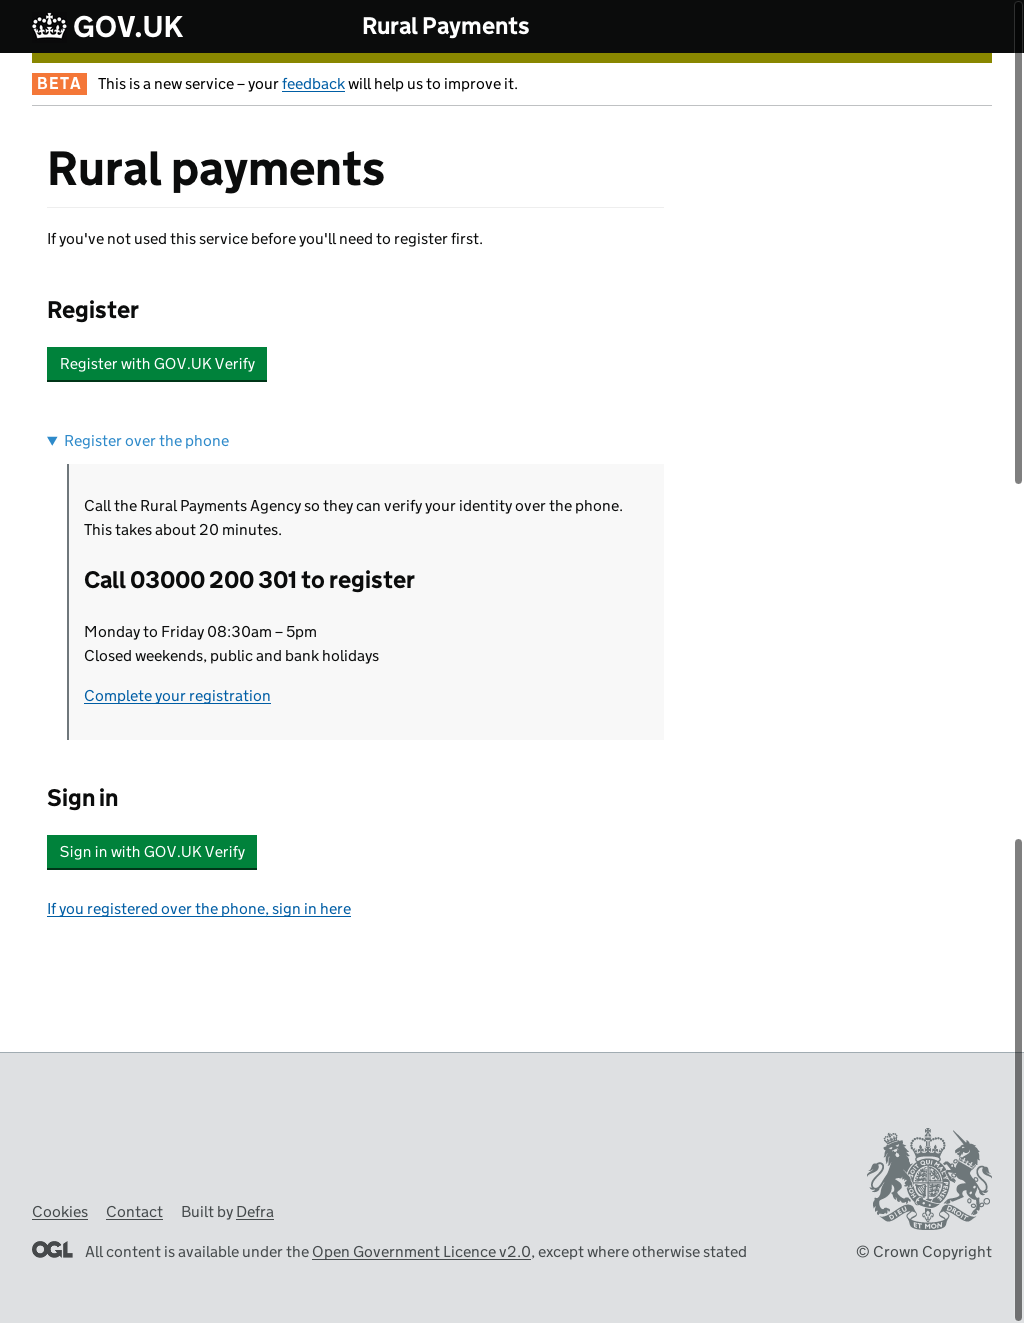 GOV.UK
Rural Payments
BETA This is a new service – your feedback will help us to improve it.
Rural payments
If you've not used this service before you'll need to register first.
Register
Register with GOV.UK Verify
Register over the phone
Call the Rural Payments Agency so they can verify your identity over the phone.
This takes about 20 minutes.
Call 03000 200 301 to register
Monday to Friday 08:30am – 5pm
Closed weekends, public and bank holidays
Complete your registration
Sign in
Sign in with GOV.UK Verify
If you registered over the phone, sign in here
Cookies Contact Built by Defra
OGL All content is available under the Open Government Licence v2.0, except where otherwise stated
DIEU ET MON DROIT
© Crown Copyright